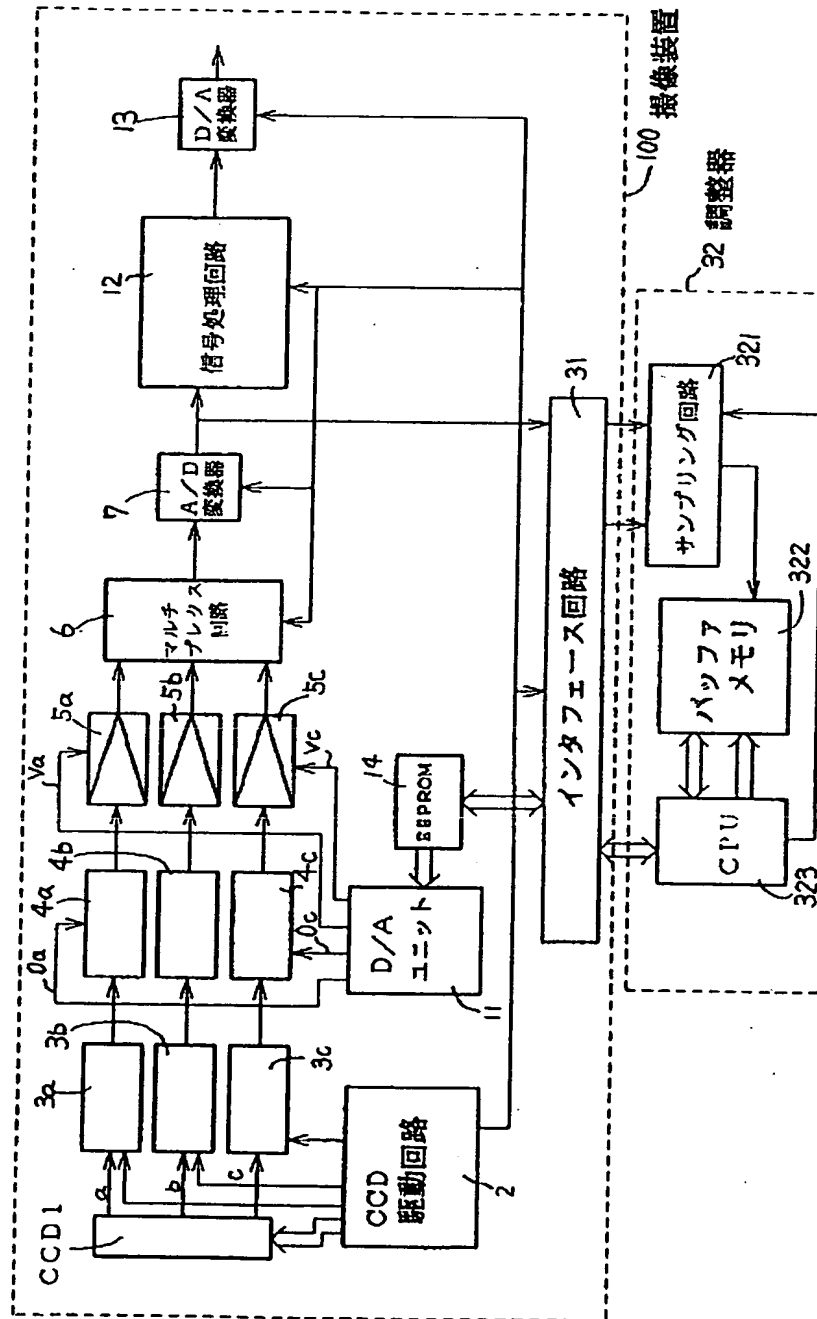 CCD1
a
b
c
CCD
駆動回路
2
3a
3b
3c
0a
4a
4b
4c
0c
D/A
ユニット
11
EEPROM
14
Va
5a
5b
5c
Vc
6
マルチ
プレクス
回路
7
A/D
変換器
12
信号処理回路
13
D/A
変換器
インタフェース回路
31
100 撮像装置
32 調整器
CPU
323
バッファ
メモリ
322
サンプリング回路
321